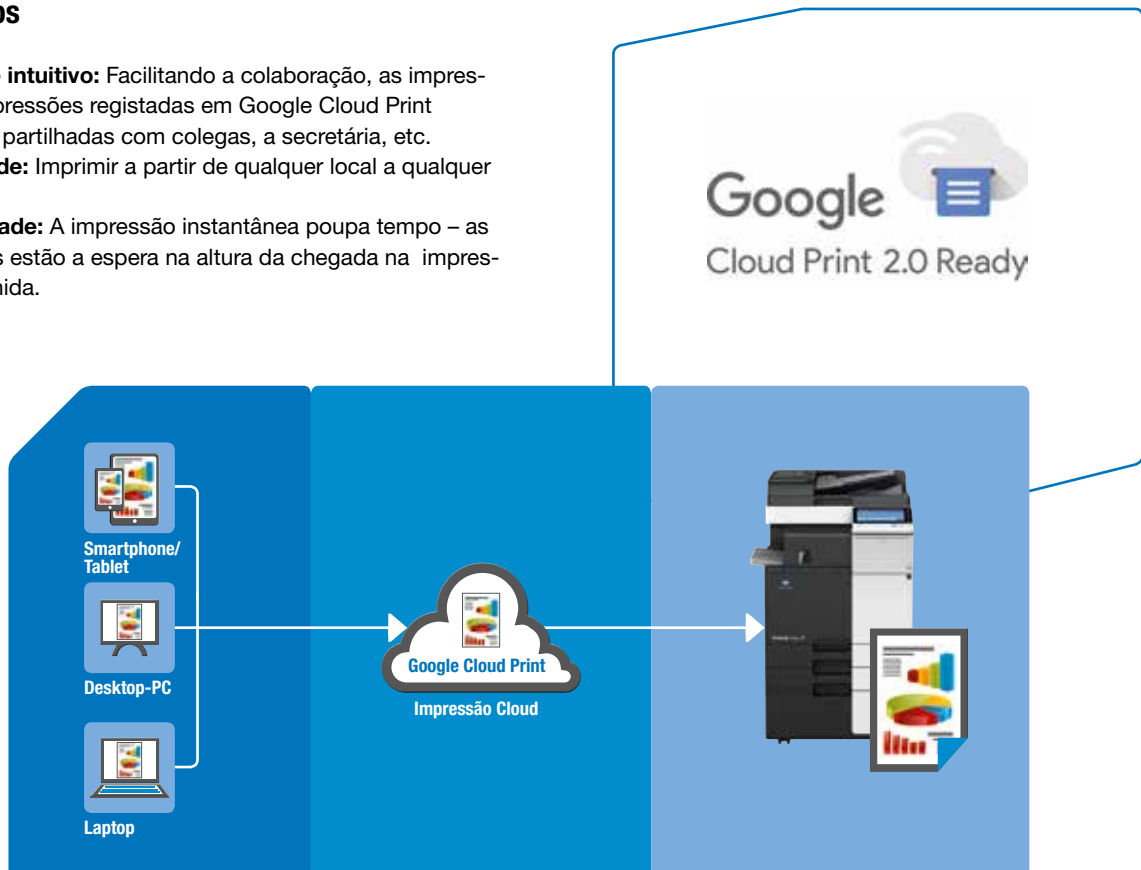 os
intuitivo: Facilitando a colaboração, as impres-
pressões registadas em Google Cloud Print
partilhadas com colegas, a secretária, etc.
de: Imprimir a partir de qualquer local a qualquer
ade: A impressão instantânea poupa tempo – as
s estão a espera na altura da chegada na impres-
nida.
Google
Cloud Print 2.0 Ready
Smartphone/
Tablet
Desktop-PC
Laptop
Google Cloud Print
Impressão Cloud